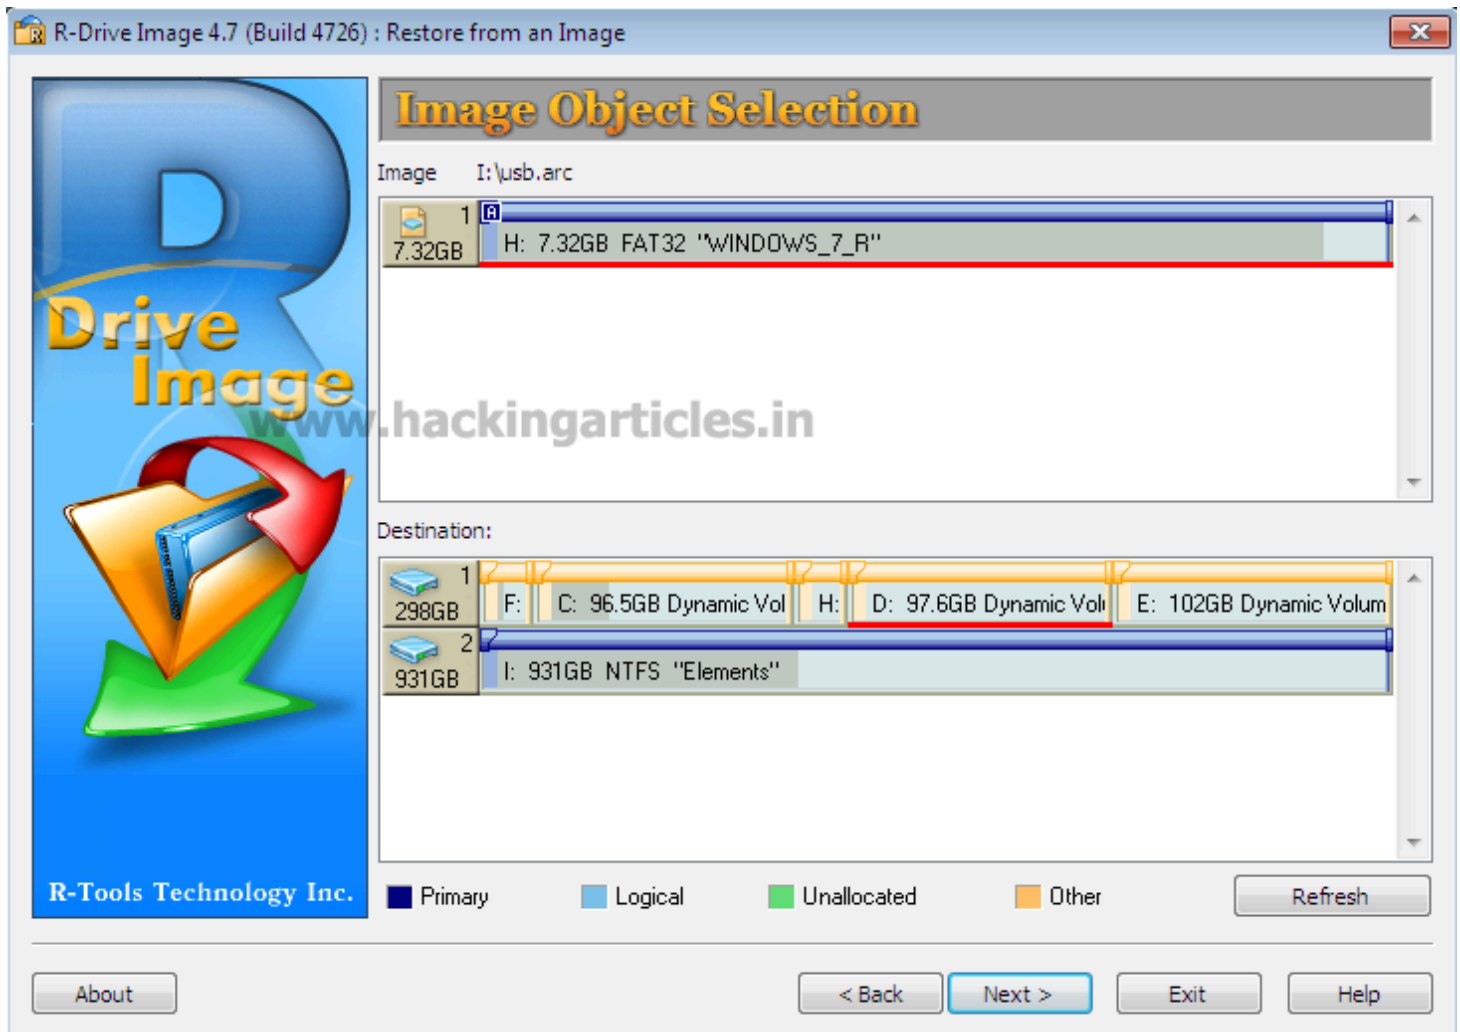 R-Drive Image 4.7 (Build 4726) : Restore from an Image
R
Drive
Image
R-Tools Technology Inc.
Image Object Selection
Image I:\usb.arc
1
7.32GB
A
H: 7.32GB FAT32 "WINDOWS_7_R"
www.hackingarticles.in
Destination:
1
298GB
F:
C: 96.5GB Dynamic Vol
H:
D: 97.6GB Dynamic Vol
E: 102GB Dynamic Volum
2
931GB
I: 931GB NTFS "Elements"
Primary
Logical
Unallocated
Other
Refresh
About
< Back
Next >
Exit
Help